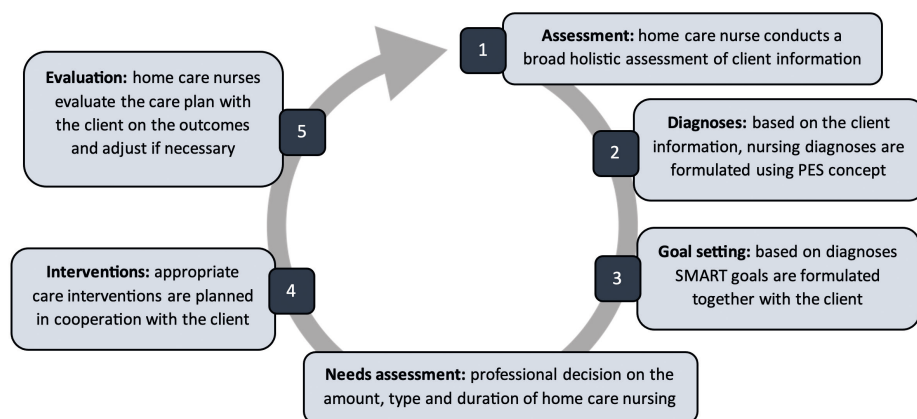 1
Assessment: home care nurse conducts a
broad holistic assessment of client information
2
Diagnoses: based on the client
information, nursing diagnoses are
formulated using PES concept
3
Goal setting: based on diagnoses
SMART goals are formulated
together with the client
Needs assessment: professional decision on the
amount, type and duration of home care nursing
4
Interventions: appropriate
care interventions are planned
in cooperation with the client
5
Evaluation: home care nurses
evaluate the care plan with
the client on the outcomes
and adjust if necessary